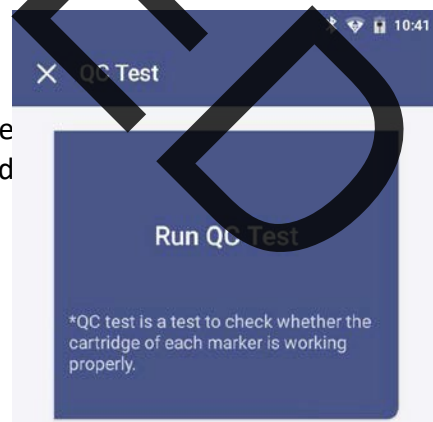 10:41
QC Test
e
d
Run QC Test
*QC test is a test to check whether the
cartridge of each marker is working
properly.